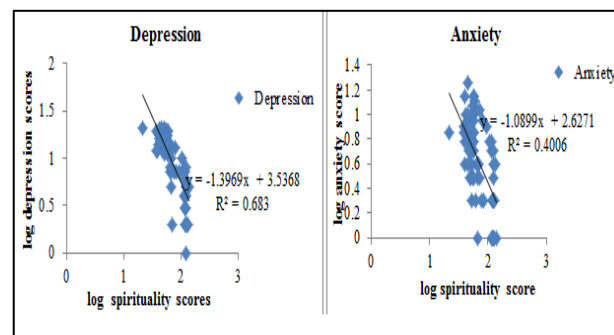 Depression
log depression scores
2
1.5
1
0.5
0
Depression
y = -1.3969x + 3.5368
R² = 0.683
0
1
2
3
log spirituality scores
Anxiety
log anxiety score
1.4
1.2
1
0.8
0.6
0.4
0.2
0
Anxiety
y = -1.0899x + 2.6271
R² = 0.4006
0
1
2
3
log spirituality score